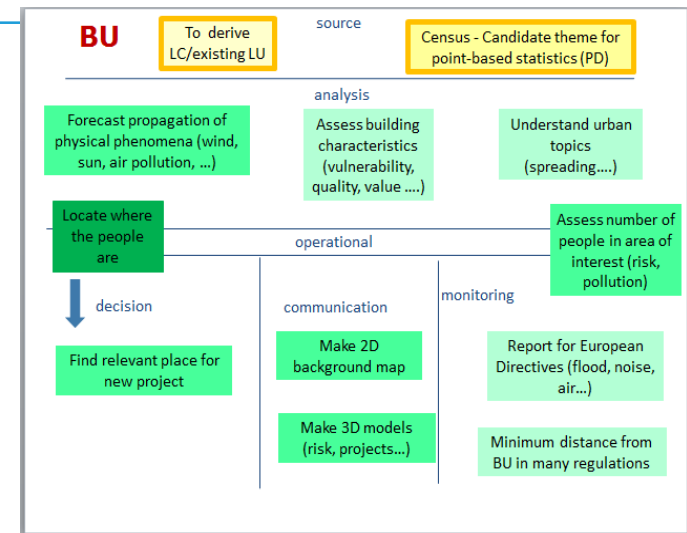 BU
To derive
LC/existing LU
source
Census - Candidate theme for
point-based statistics (PD)
analysis
Forecast propagation of
physical phenomena (wind,
sun, air pollution, ...)
Assess building
characteristics
(vulnerability,
quality, value ....)
Understand urban
topics
(spreading....)
Locate where
the people
are
operational
Assess number of
people in area of
interest (risk,
pollution)
decision
communication
monitoring
Find relevant place for
new project
Make 2D
background map
Make 3D models
(risk, projects...)
Report for European
Directives (flood, noise,
air...)
Minimum distance from
BU in many regulations